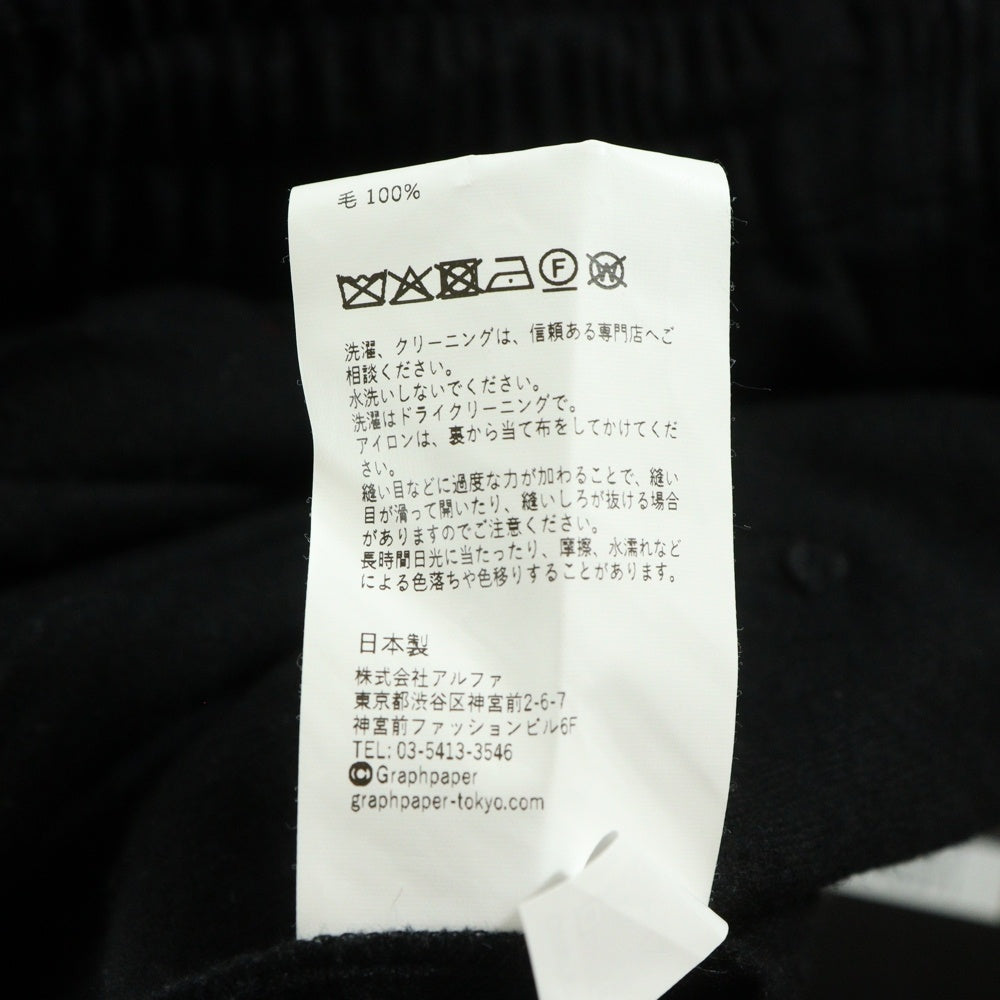 毛 100%
F W
洗濯、クリーニングは、信頼ある専門店へご
相談ください。
水洗いしないでください。
洗濯はドライクリーニングで。
アイロンは、裏から当て布をしてかけてくだ
さい。
縫い目などに過度な力が加わることで、縫い
目が滑って開いたり、縫いしろが抜ける場合
がありますのでご注意ください。
長時間日光に当たったり、摩擦、水濡れなど
による色落ちや色移りすることがあります。
日本製
株式会社アルファ
東京都渋谷区神宮前2-6-7
神宮前ファッションビル6F
TEL: 03-5413-3546
©Graphpaper
graphpaper-tokyo.com